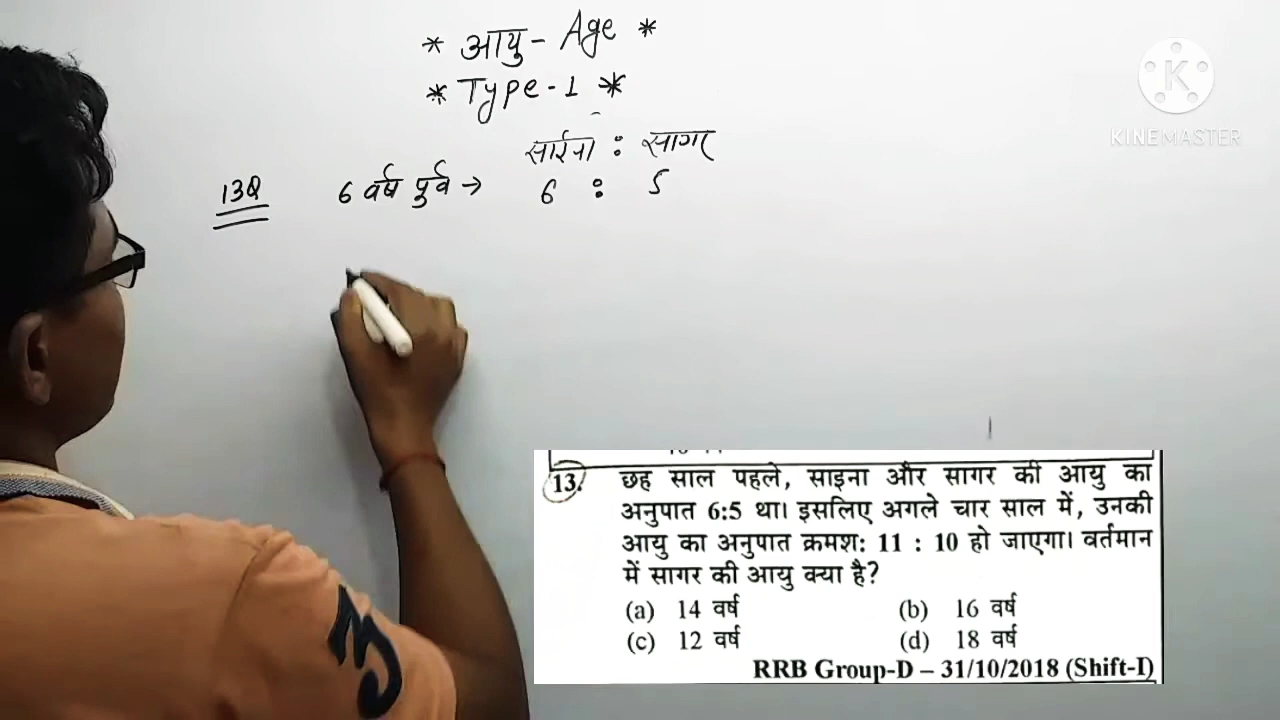 * आयु - Age *
* Type-1 *
साईना : सागर
13Q 6 वर्ष पुर्व → 6 : 5
KINEMASTER
13. छह साल पहले, साइना और सागर की आयु का
अनुपात 6:5 था। इसलिए अगले चार साल में, उनकी
आयु का अनुपात क्रमश: 11 : 10 हो जाएगा। वर्तमान
में सागर की आयु क्या है?
(a) 14 वर्ष (b) 16 वर्ष
(c) 12 वर्ष (d) 18 वर्ष
RRB Group-D – 31/10/2018 (Shift-I)